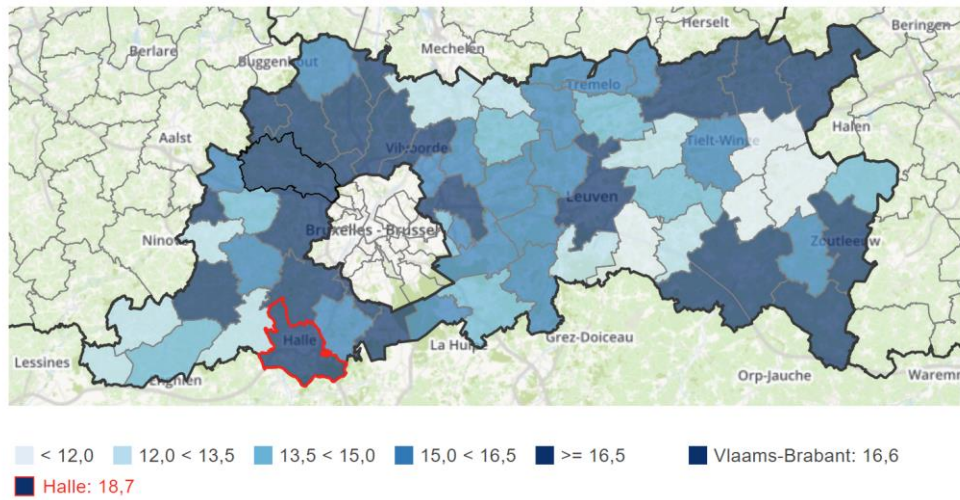 Herselt
Beringen
Berlare
Mechelen
Buggenhout
Tremelo
Aalst
Halen
Vilvoorde
Tielt-Winge
Leuven
Bruxelles - Brussel
Ninove
Zoutleeuw
Halle
La Hulpe
Grez-Doiceau
Lessines
Enghien
Orp-Jauche
Waremm
< 12,0 12,0 < 13,5 13,5 < 15,0 15,0 < 16,5 >= 16,5 Vlaams-Brabant: 16,6
Halle: 18,7